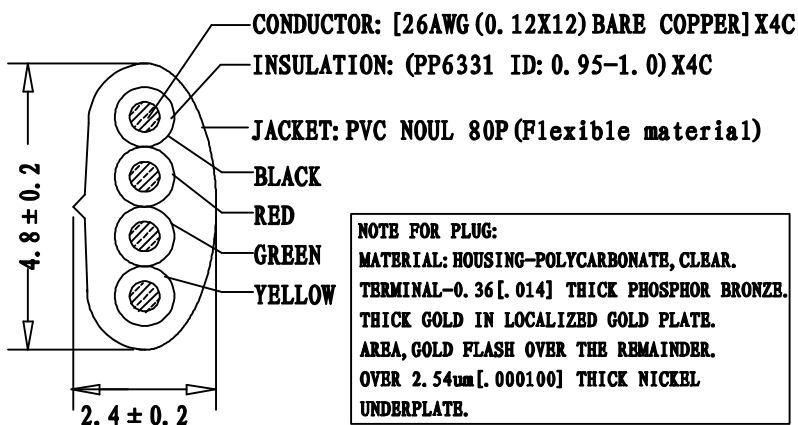 CONDUCTOR: [26AWG(0.12X12)BARE COPPER]X4C
INSULATION: (PP6331 ID:0.95-1.0)X4C
JACKET: PVC NOUL 80P(Flexible material)
BLACK
RED
GREEN
YELLOW
4.8±0.2
2.4±0.2
NOTE FOR PLUG:
MATERIAL:HOUSING-POLYCARBONATE,CLEAR.
TERMINAL-0.36[.014] THICK PHOSPHOR BRONZE.
THICK GOLD IN LOCALIZED GOLD PLATE.
AREA,GOLD FLASH OVER THE REMAINDER.
OVER 2.54um[.000100] THICK NICKEL
UNDERPLATE.